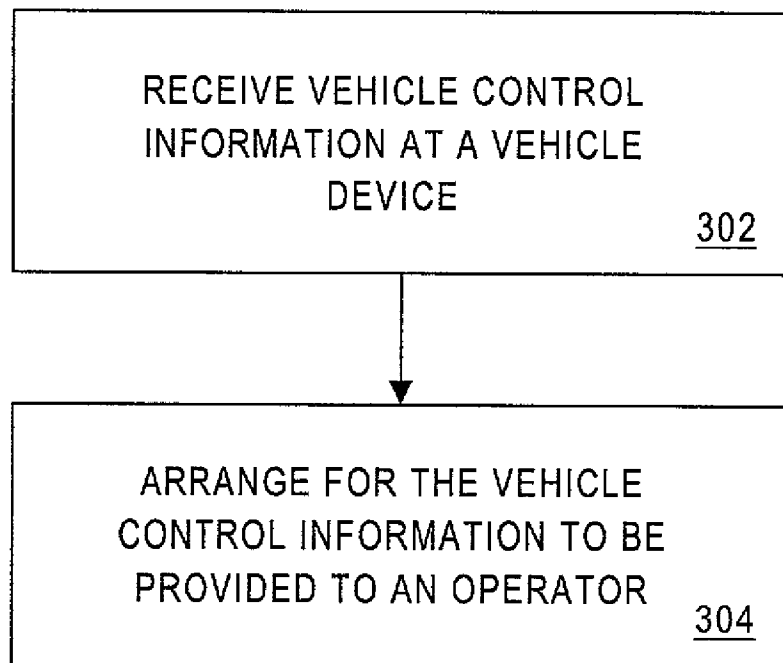 RECEIVE VEHICLE CONTROL
INFORMATION AT A VEHICLE
DEVICE
302
ARRANGE FOR THE VEHICLE
CONTROL INFORMATION TO BE
PROVIDED TO AN OPERATOR
304